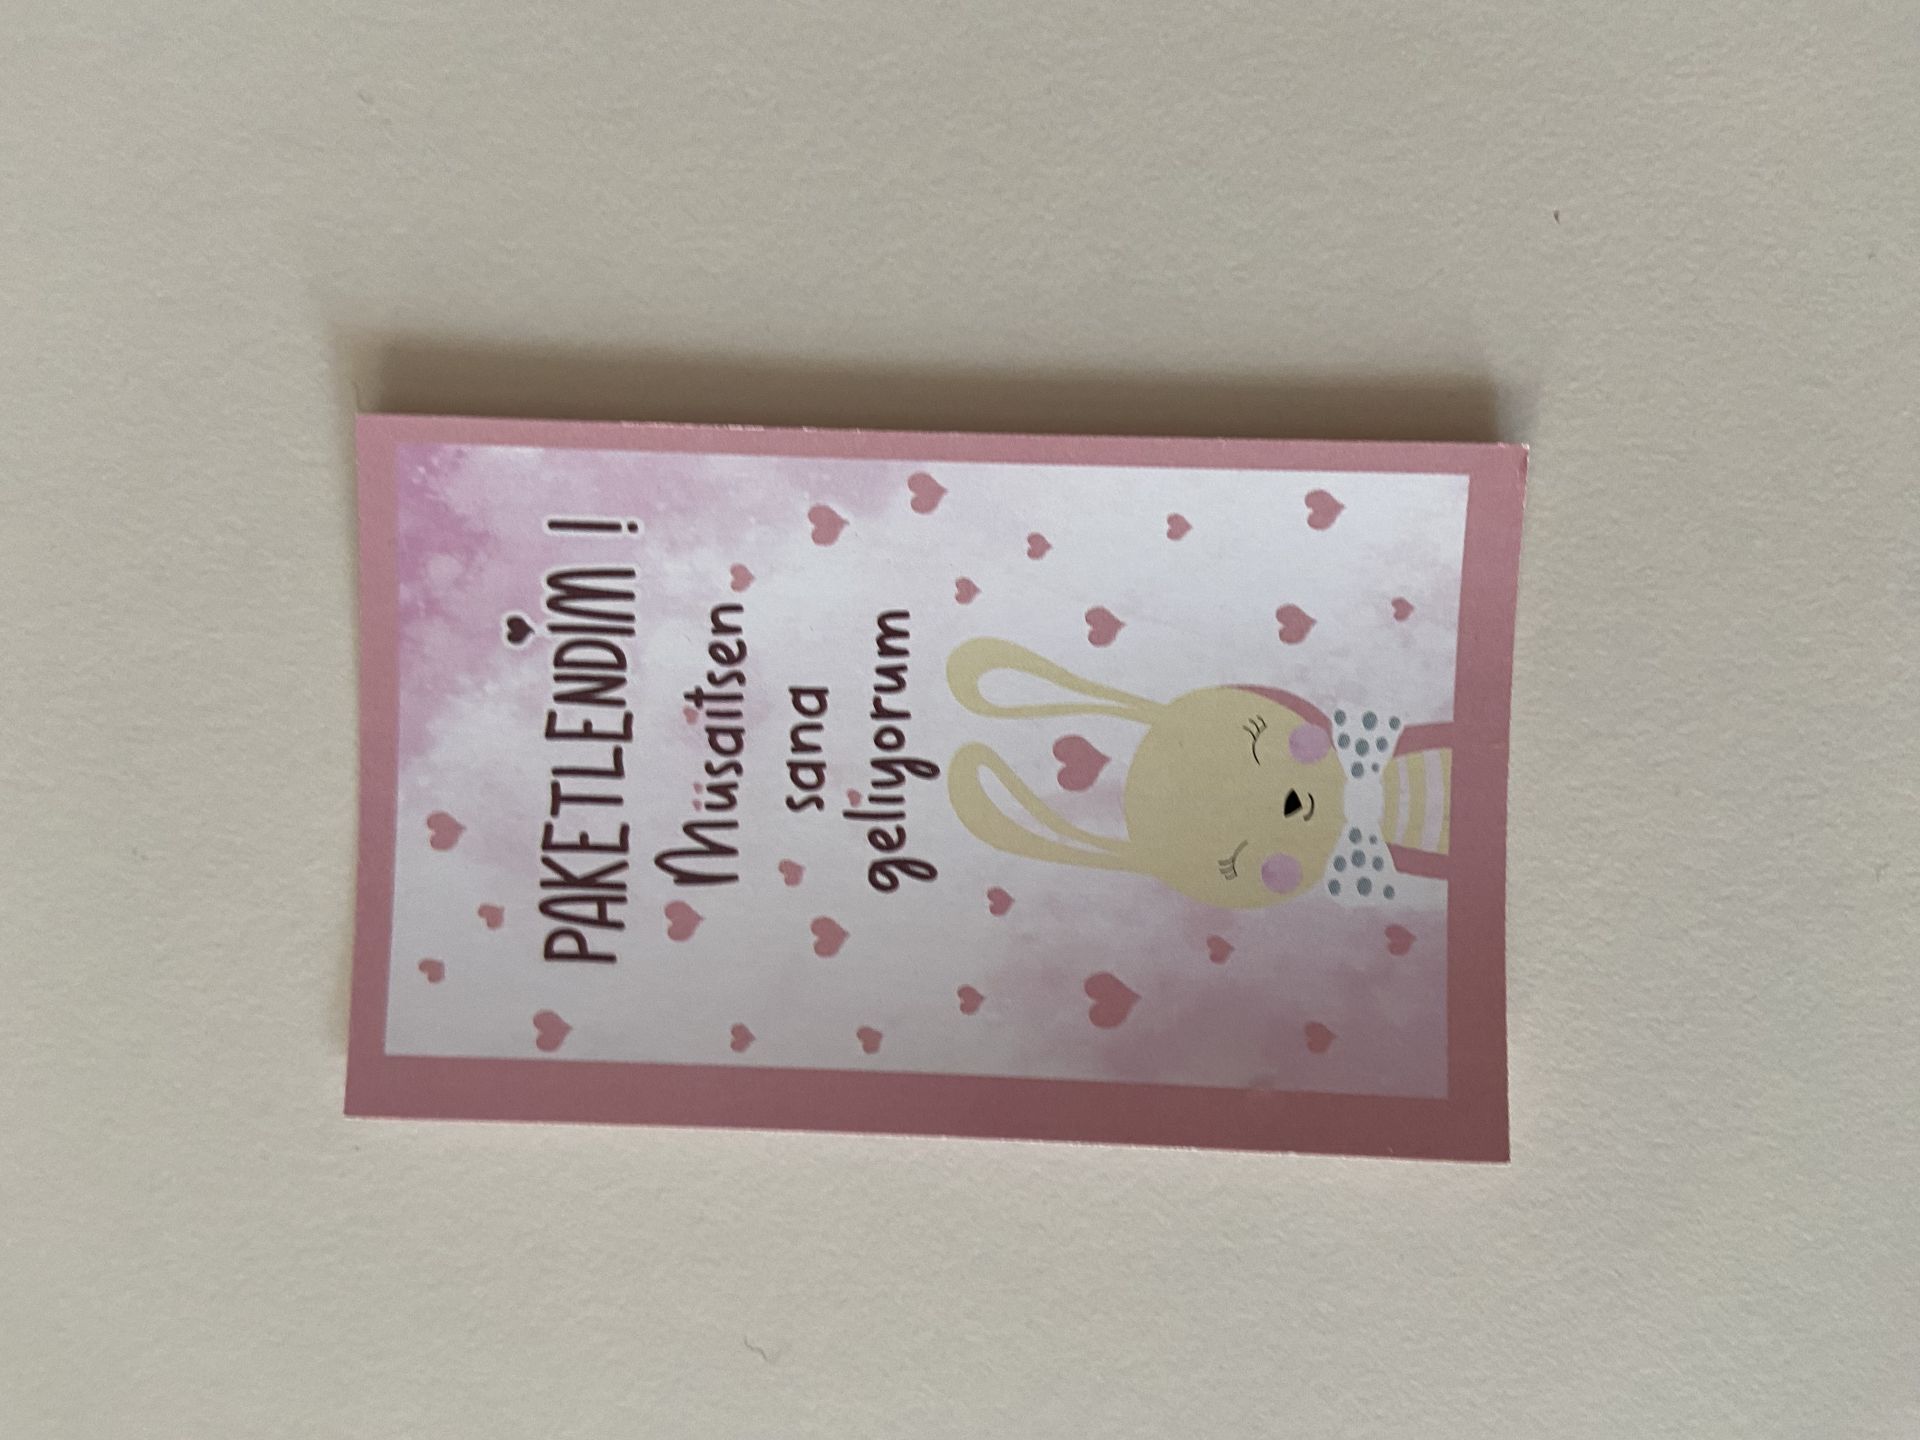 PAKETLENDİM !
Müsaitsen
sana
geliyorum